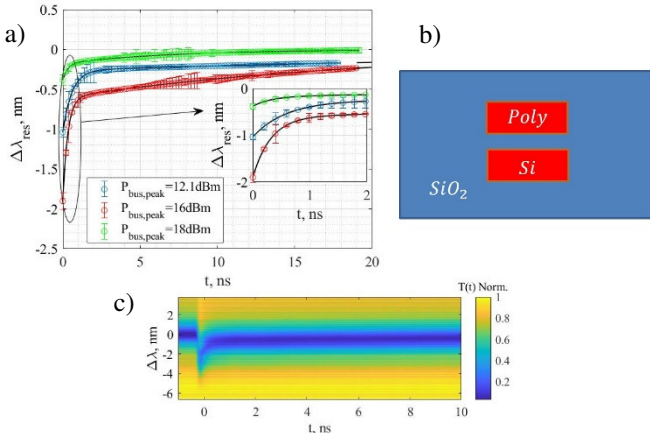 a)
0.5
0
-0.5
-1
-1.5
-2
-2.5
Δλres, nm
0
-1
-2
Δλres, nm
0 1 2
t, ns
Pbus,peak=12.1dBm
Pbus,peak=16dBm
Pbus,peak=18dBm
0 5 10 15 20
t, ns
b)
Poly
Si
SiO2
c)
T(t) Norm.
2
0
-2
-4
-6
Δλ, nm
0 2 4 6 8 10
t, ns
1
0.8
0.6
0.4
0.2